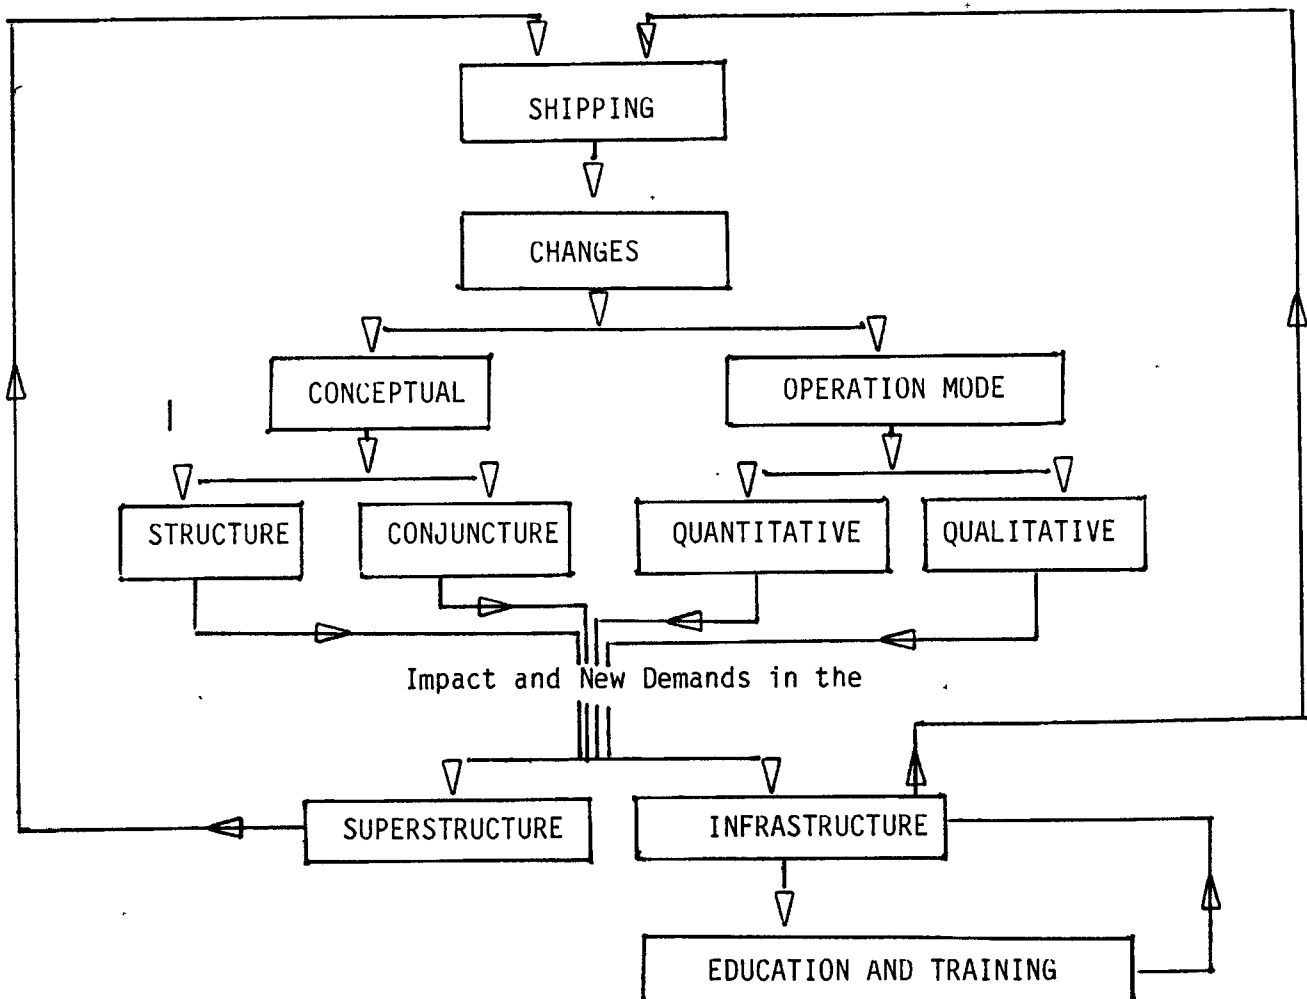 SHIPPING
CHANGES
CONCEPTUAL
OPERATION MODE
STRUCTURE
CONJUNCTURE
QUANTITATIVE
QUALITATIVE
Impact and New Demands in the
SUPERSTRUCTURE
INFRASTRUCTURE
EDUCATION AND TRAINING